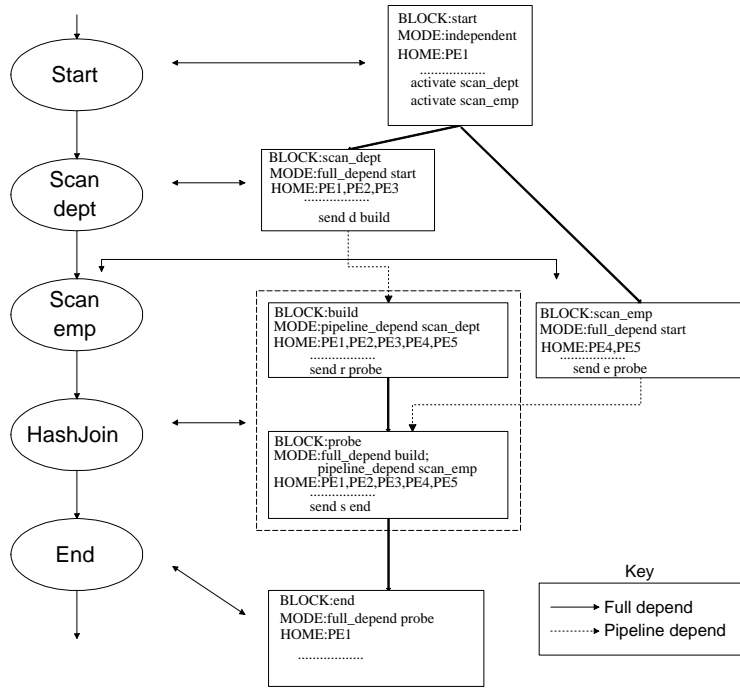 Start
BLOCK:start
MODE:independent
HOME:PE1
..................
activate scan_dept
activate scan_emp
Scan
dept
BLOCK:scan_dept
MODE:full_depend start
HOME:PE1,PE2,PE3
..................
send d build
Scan
emp
BLOCK:build
MODE:pipeline_depend scan_dept
HOME:PE1,PE2,PE3,PE4,PE5
..................
send r probe
BLOCK:scan_emp
MODE:full_depend start
HOME:PE4,PE5
..................
send e probe
HashJoin
BLOCK:probe
MODE:full_depend build;
pipeline_depend scan_emp
HOME:PE1,PE2,PE3,PE4,PE5
..................
send s end
End
BLOCK:end
MODE:full_depend probe
HOME:PE1
..................
Key
Full depend
Pipeline depend